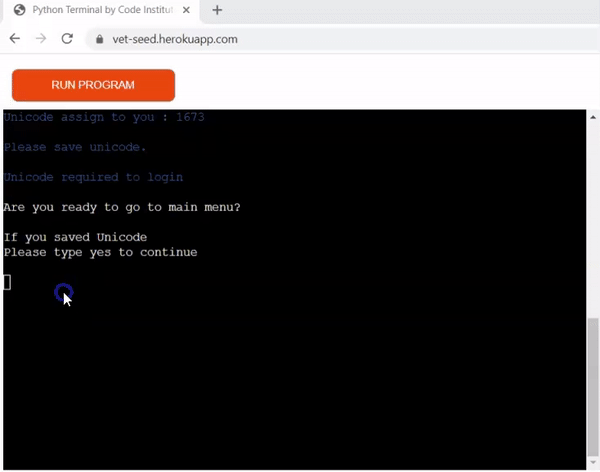 Python Terminal by Code Institut
vet-seed.herokuapp.com
RUN PROGRAM
Unicode assign to you : 1673
Please save unicode.
Unicode required to login
Are you ready to go to main menu?
If you saved Unicode
Please type yes to continue